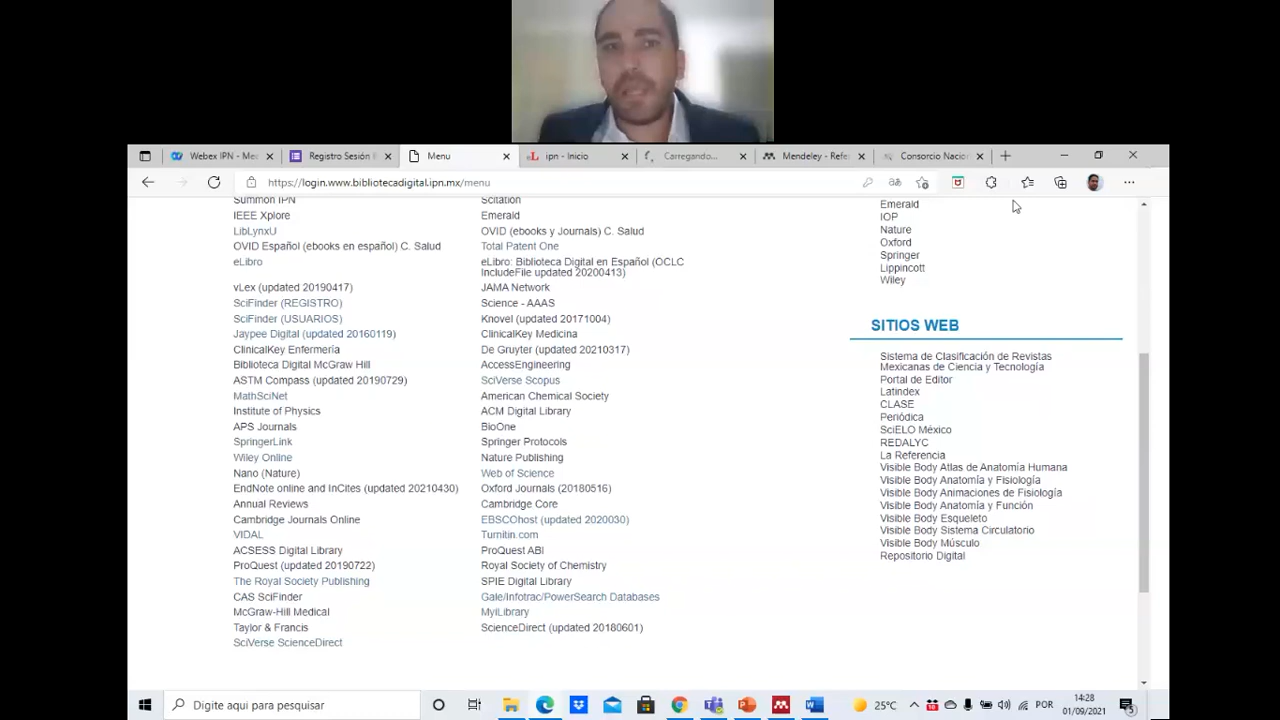 Webex IPN - Mee
Registro Sesión I
Menu
ipn - Inicio
Carregando...
Mendeley - Refe
Consorcio Nacio
https://login.www.bibliotecadigital.ipn.mx/menu
Summon IPN
IEEE Xplore
LibLynxU
OVID Español (ebooks en español) C. Salud
eLibro
vLex (updated 20190417)
SciFinder (REGISTRO)
SciFinder (USUARIOS)
Jaypee Digital (updated 20160119)
ClinicalKey Enfermería
Biblioteca Digital McGraw Hill
ASTM Compass (updated 20190729)
MathSciNet
Institute of Physics
APS Journals
SpringerLink
Wiley Online
Nano (Nature)
EndNote online and InCites (updated 20210430)
Annual Reviews
Cambridge Journals Online
VIDAL
ACSESS Digital Library
ProQuest (updated 20190722)
The Royal Society Publishing
CAS SciFinder
McGraw-Hill Medical
Taylor & Francis
SciVerse ScienceDirect
Scitation
Emerald
OVID (ebooks y Journals) C. Salud
Total Patent One
eLibro: Biblioteca Digital en Español (OCLC
IncludeFile updated 20200413)
JAMA Network
Science - AAAS
Knovel (updated 20171004)
ClinicalKey Medicina
De Gruyter (updated 20210317)
AccessEngineering
SciVerse Scopus
American Chemical Society
ACM Digital Library
BioOne
Springer Protocols
Nature Publishing
Web of Science
Oxford Journals (20180516)
Cambridge Core
EBSCOhost (updated 2020030)
Turnitin.com
ProQuest ABI
Royal Society of Chemistry
SPIE Digital Library
Gale/Infotrac/PowerSearch Databases
MyiLibrary
ScienceDirect (updated 20180601)
Emerald
IOP
Nature
Oxford
Springer
Lippincott
Wiley
SITIOS WEB
Sistema de Clasificación de Revistas
Mexicanas de Ciencia y Tecnología
Portal de Editor
Latindex
CLASE
Periódica
SciELO México
REDALYC
La Referencia
Visible Body Atlas de Anatomía Humana
Visible Body Anatomía y Fisiología
Visible Body Animaciones de Fisiología
Visible Body Anatomía y Función
Visible Body Esqueleto
Visible Body Sistema Circulatorio
Visible Body Músculo
Repositorio Digital
Digite aqui para pesquisar
25°C
POR
14:28
01/09/2021